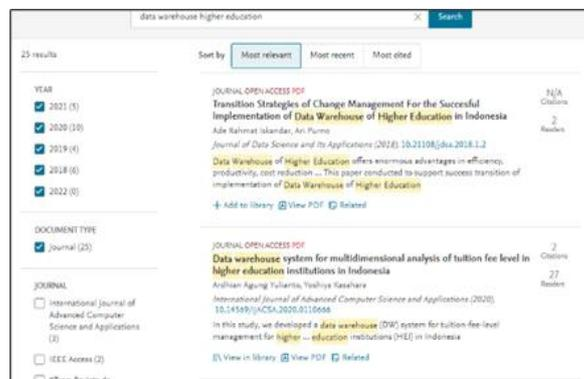 data warehouse higher education
Search
25 results
Sort by
Most relevant
Most recent
Most cited
YEAR
2021 (5)
2020 (10)
2019 (4)
2018 (6)
2022 (0)
DOCUMENT TYPE
Journal (25)
JOURNAL
International Journal of
Advanced Computer
Science and Applications
(3)
IEEE Access (2)
JOURNAL OPEN ACCESS PDF
Transition Strategies of Change Management For the Succesful
Implementation of Data Warehouse of Higher Education in Indonesia
Ade Rahmat Iskandar, Ari Purno
Journal of Data Science and Its Applications (2018) 10.21108/jdsa.2018.1.2
Data Warehouse of Higher Education offers enormous advantages in efficiency,
productivity, cost reduction ... This paper conducted to support success transition of
implementation of Data Warehouse of Higher Education
Add to library View PDF Related
N/A
Citations
2
Readers
JOURNAL OPEN ACCESS PDF
Data warehouse system for multidimensional analysis of tuition fee level in
higher education institutions in Indonesia
Ardhian Agung Yulianto, Yoshiya Kasahara
International Journal of Advanced Computer Science and Applications (2020)
10.14569/IJACSA.2020.0110666
In this study, we developed a data warehouse (DW) system for tuition-fee-level
management for higher ... education institutions (HEI) in Indonesia
View in library View PDF Related
2
Citations
27
Readers